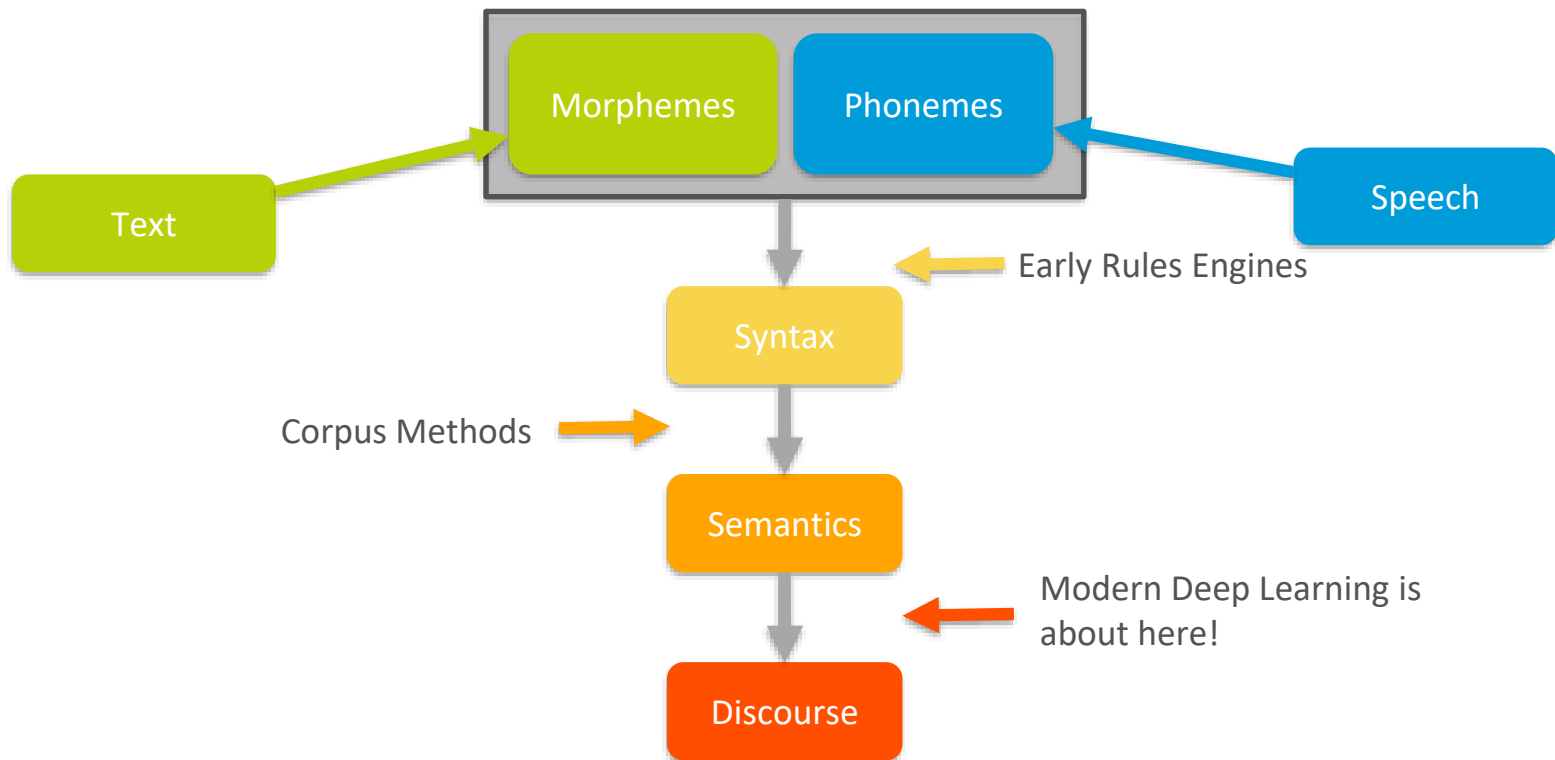 Morphemes
Phonemes
Text
Speech
Early Rules Engines
Syntax
Corpus Methods
Semantics
Modern Deep Learning is
about here!
Discourse